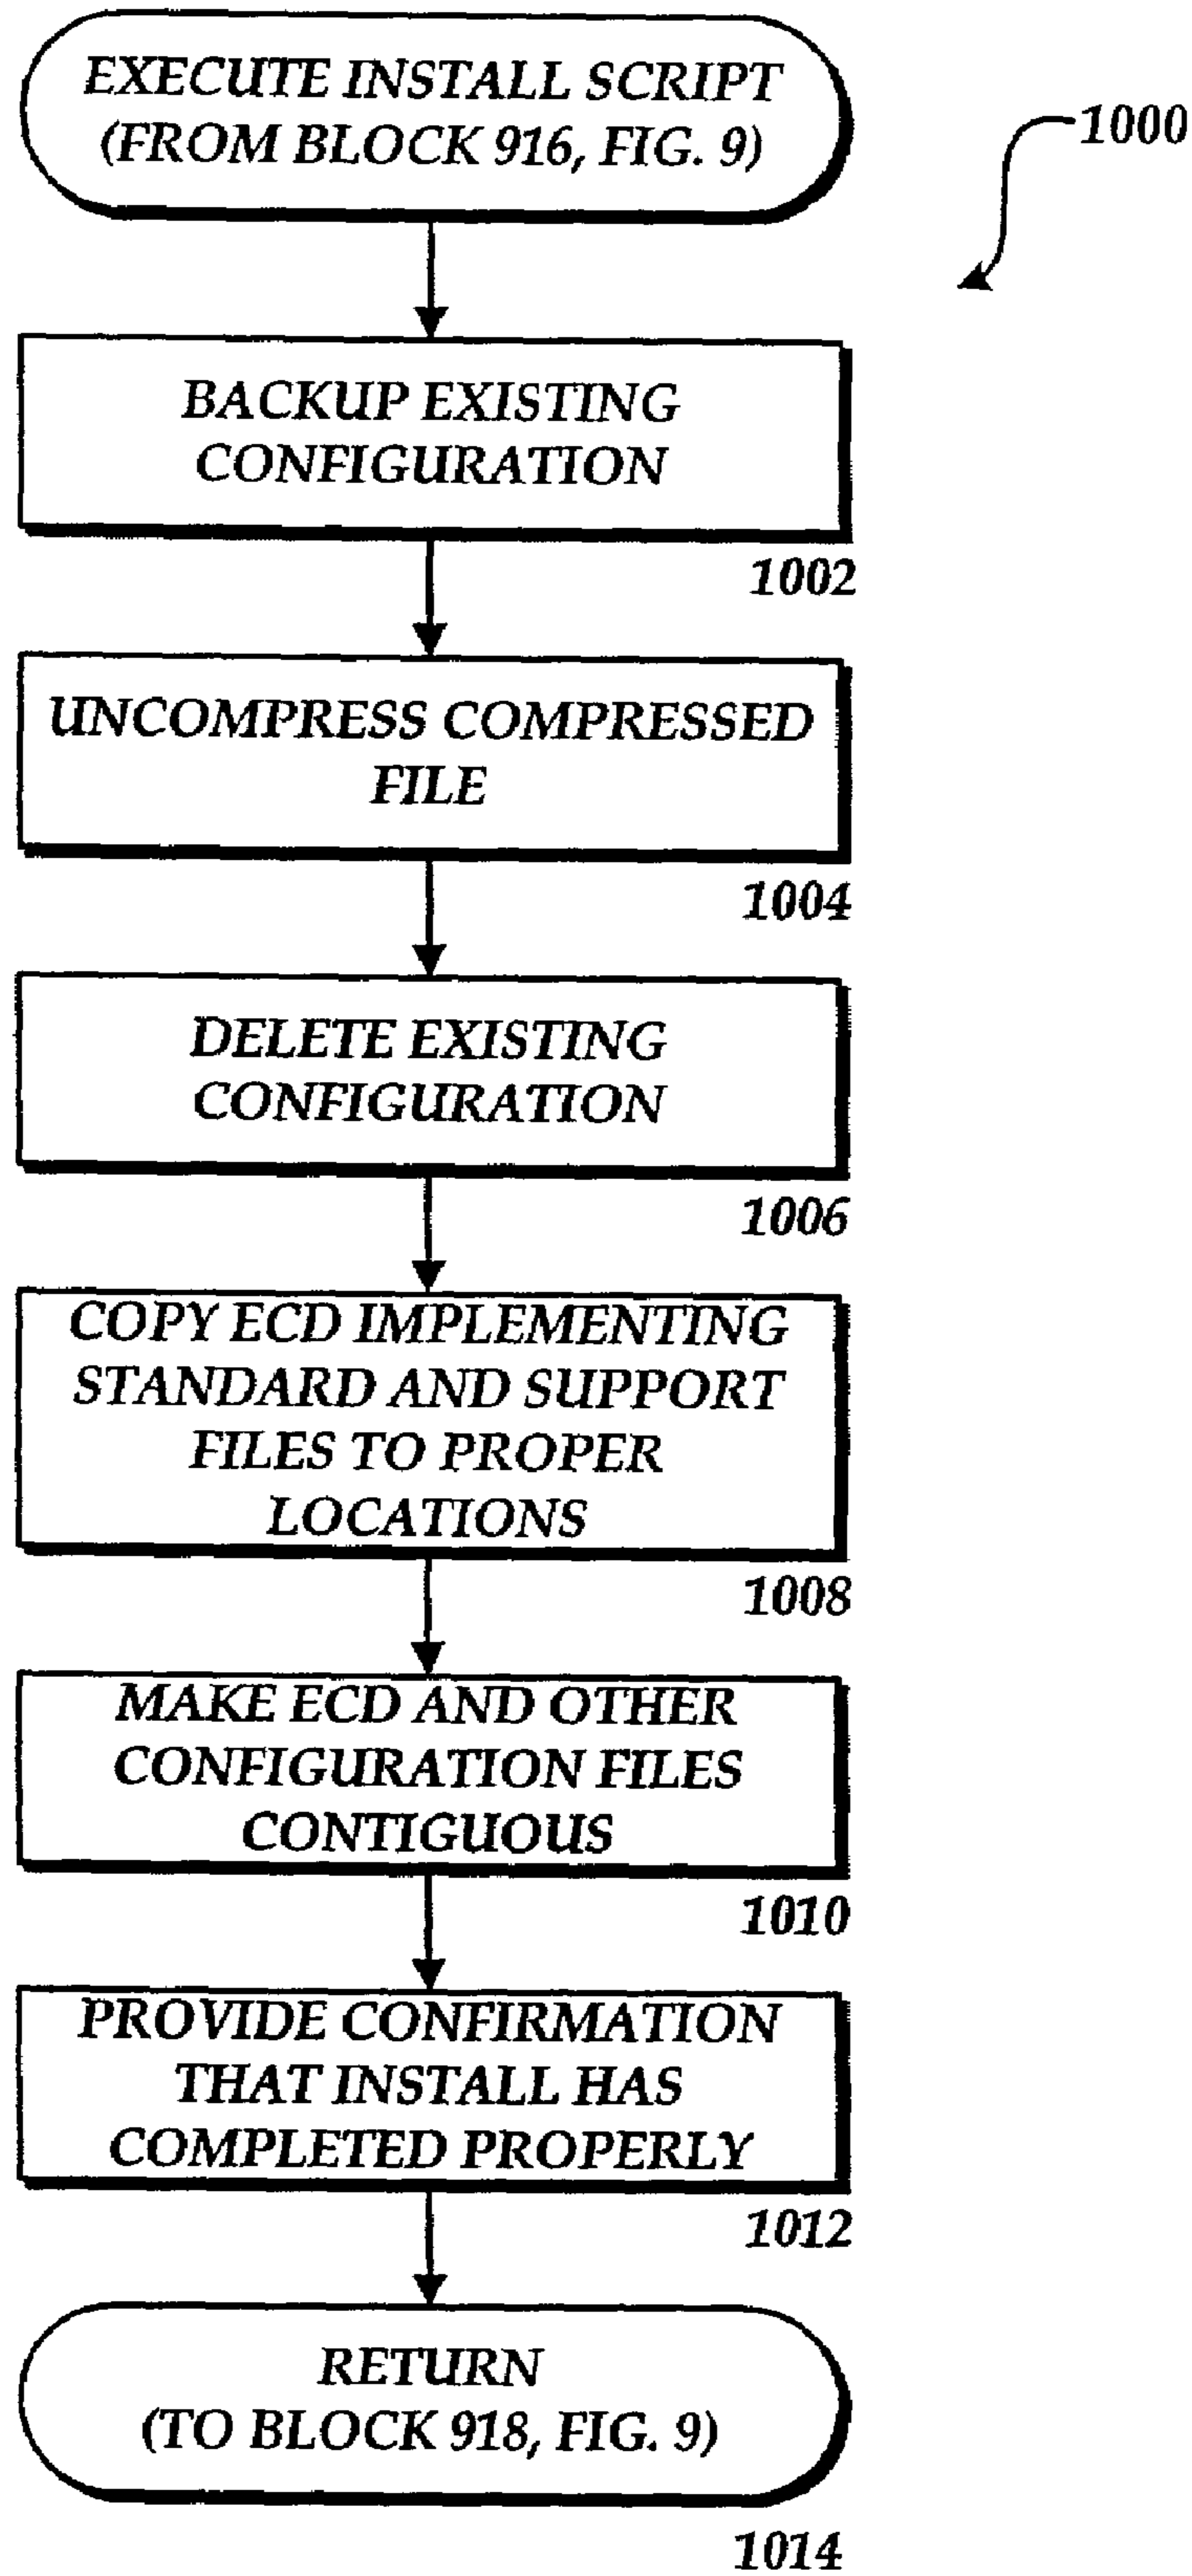 EXECUTE INSTALL SCRIPT
(FROM BLOCK 916, FIG. 9)
1000
BACKUP EXISTING
CONFIGURATION
1002
UNCOMPRESS COMPRESSED
FILE
1004
DELETE EXISTING
CONFIGURATION
1006
COPY ECD IMPLEMENTING
STANDARD AND SUPPORT
FILES TO PROPER
LOCATIONS
1008
MAKE ECD AND OTHER
CONFIGURATION FILES
CONTIGUOUS
1010
PROVIDE CONFIRMATION
THAT INSTALL HAS
COMPLETED PROPERLY
1012
RETURN
(TO BLOCK 918, FIG. 9)
1014